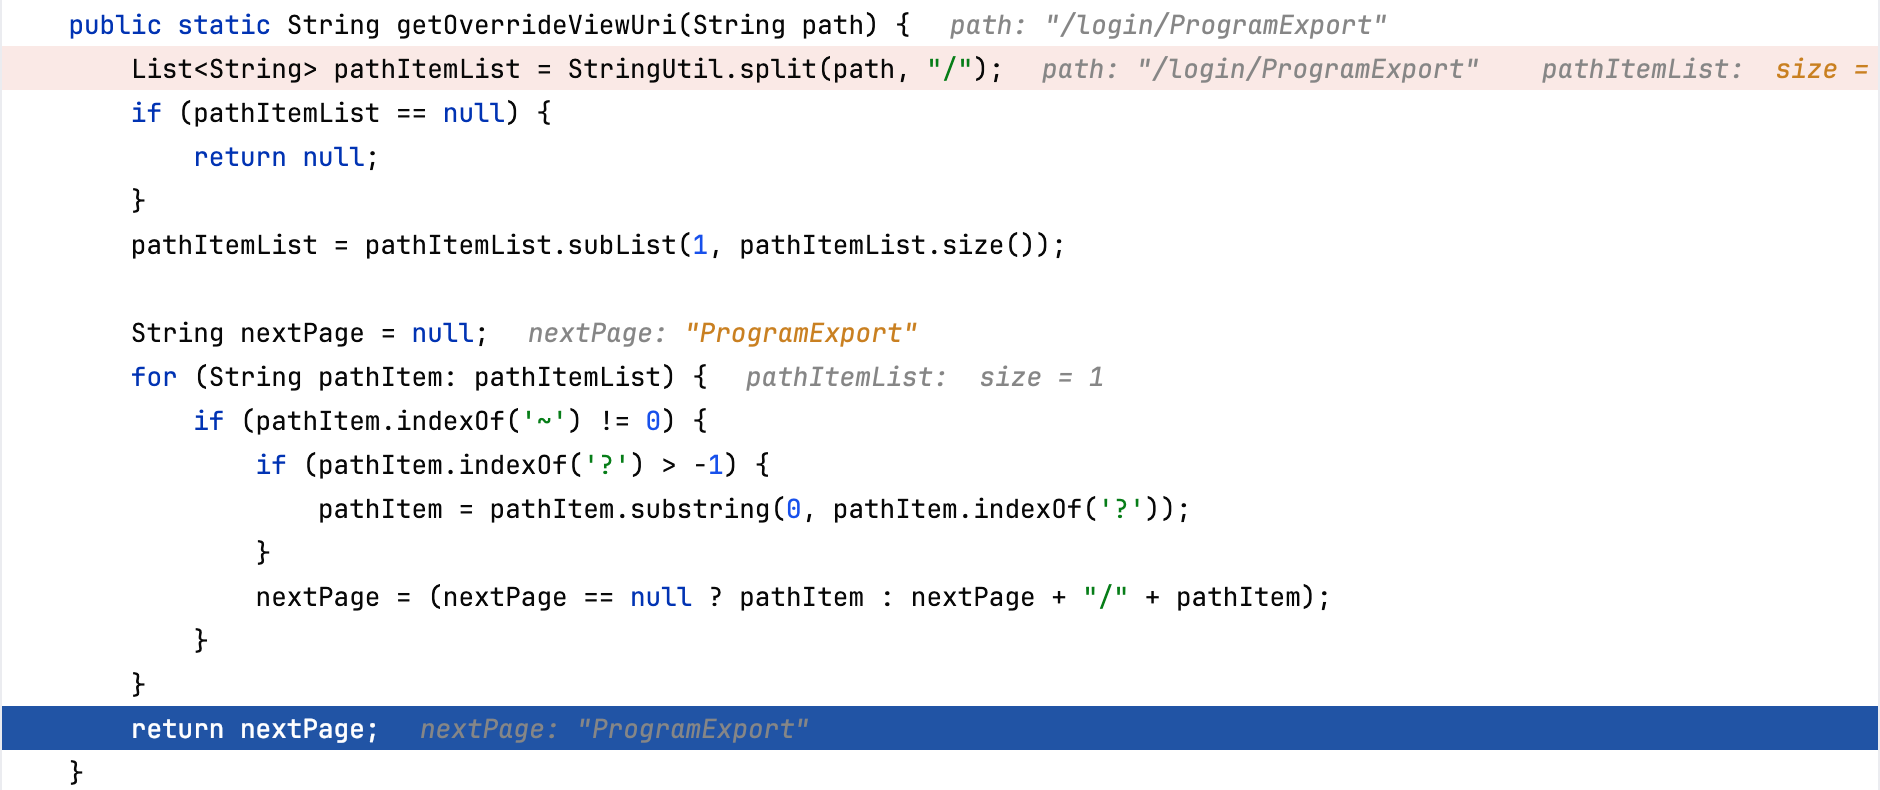 public static String getOverrideViewUri(String path) {  path: "/login/ProgramExport"
    List<String> pathItemList = StringUtil.split(path, "/");  path: "/login/ProgramExport"    pathItemList:  size =
    if (pathItemList == null) {
        return null;
    }
    pathItemList = pathItemList.subList(1, pathItemList.size());

    String nextPage = null;  nextPage: "ProgramExport"
    for (String pathItem: pathItemList) {  pathItemList:  size = 1
        if (pathItem.indexOf('~') != 0) {
            if (pathItem.indexOf('?') > -1) {
                pathItem = pathItem.substring(0, pathItem.indexOf('?'));
            }
            nextPage = (nextPage == null ? pathItem : nextPage + "/" + pathItem);
        }
    }
    return nextPage;  nextPage: "ProgramExport"
}